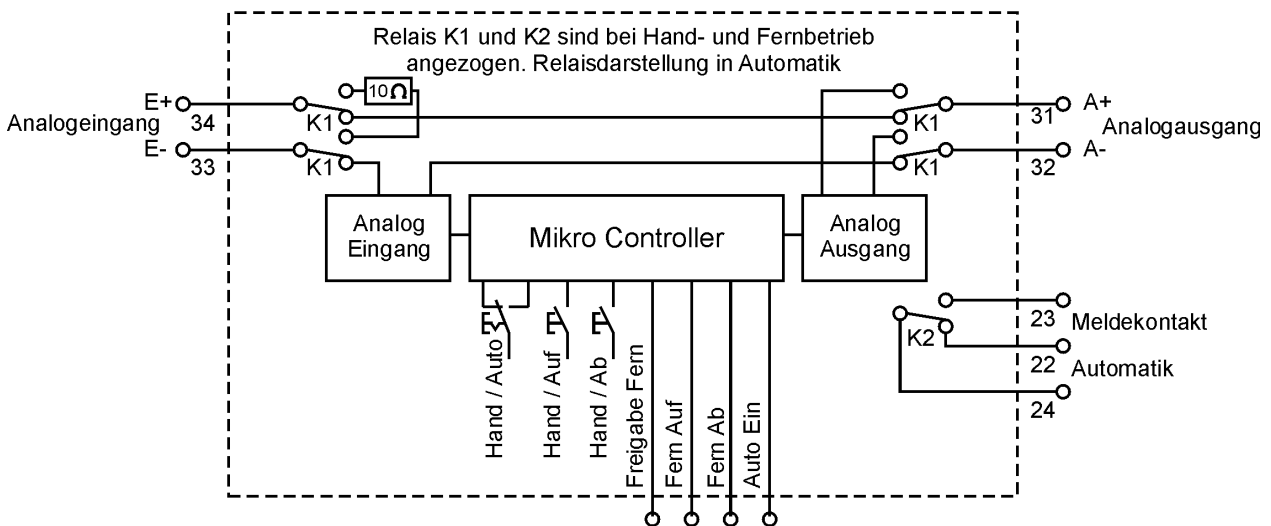 Relais K1 und K2 sind bei Hand- und Fernbetrieb
angezogen. Relaisdarstellung in Automatik
E+
34
Analogeingang
E-
33
10Ω
K1
K1
K1
K1
31
A+
Analogausgang
32
A-
Analog
Eingang
Mikro Controller
Analog
Ausgang
Hand / Auto
Hand / Auf
Hand / Ab
Freigabe Fern
Fern Auf
Fern Ab
Auto Ein
K2
23
Meldekontakt
22
Automatik
24